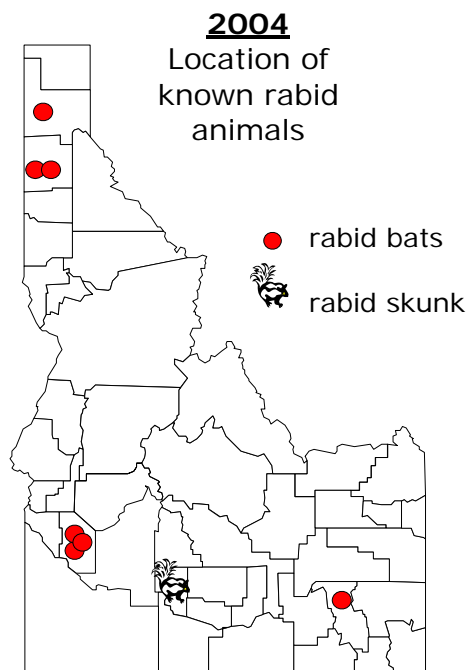 2004
Location of
known rabid
animals
rabid bats
rabid skunk